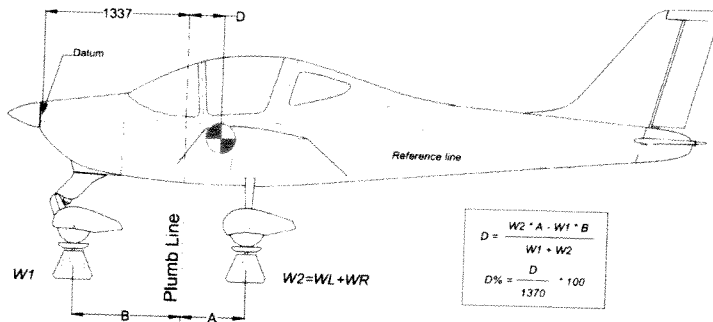 1337
D
Datum
Reference line
Plumb Line
W1
W2=WL+WR
B
A
D = W2 * A - W1 * B
W1 + W2
D% = D * 100
1370